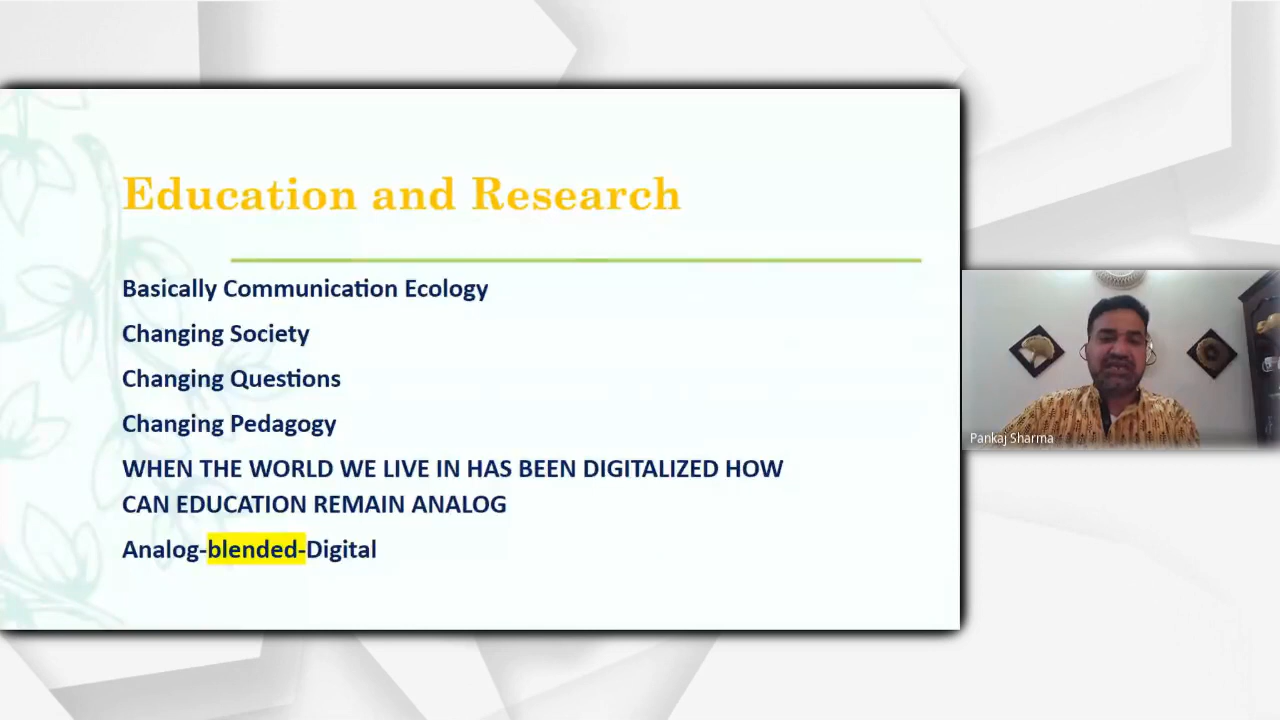 Education and Research
Basically Communication Ecology
Changing Society
Changing Questions
Changing Pedagogy
WHEN THE WORLD WE LIVE IN HAS BEEN DIGITALIZED HOW
CAN EDUCATION REMAIN ANALOG
Analog-blended-Digital
Pankaj Sharma